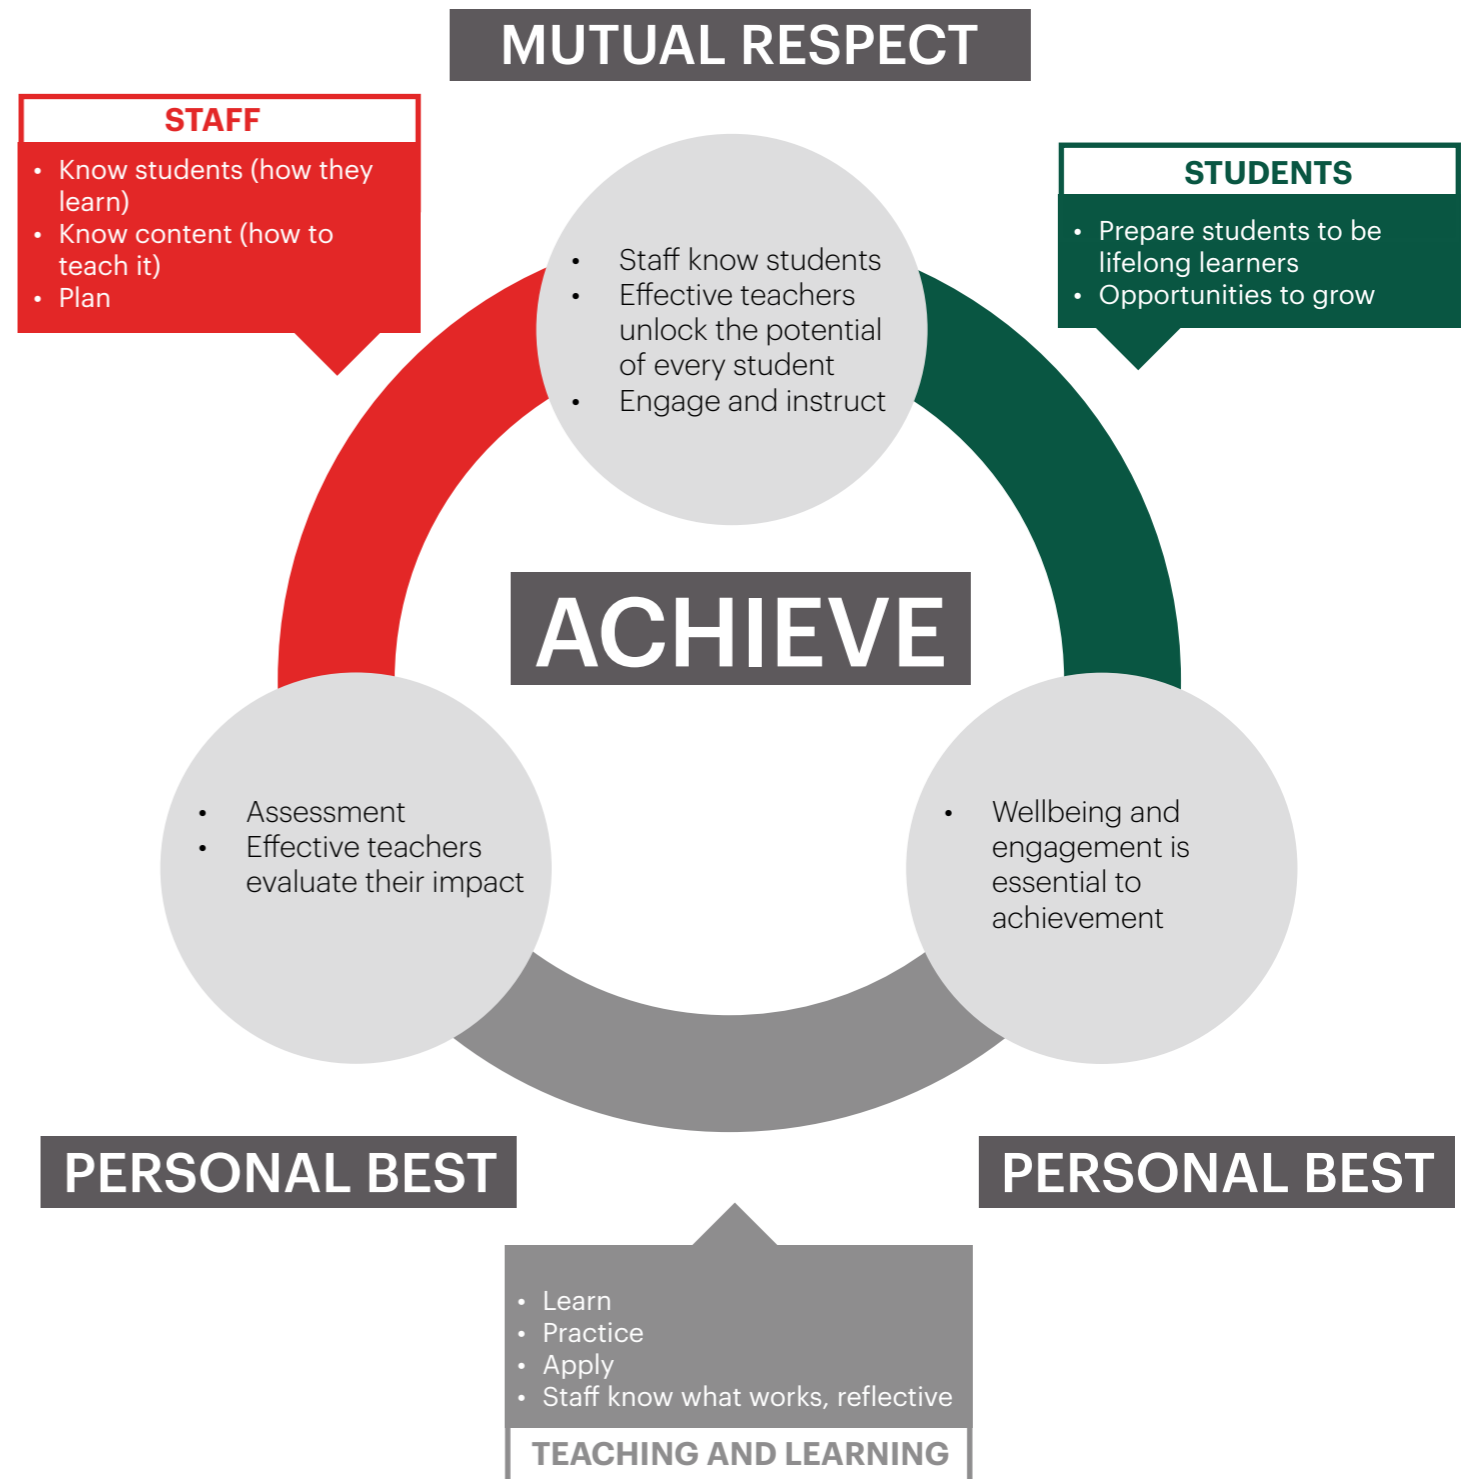 MUTUAL RESPECT
STAFF
• Know students (how they
learn)
• Know content (how to
teach it)
• Plan
STUDENTS
• Prepare students to be
lifelong learners
• Opportunities to grow
• Staff know students
• Effective teachers
unlock the potential
of every student
• Engage and instruct
ACHIEVE
• Assessment
• Effective teachers
evaluate their impact
• Wellbeing and
engagement is
essential to
achievement
PERSONAL BEST
PERSONAL BEST
• Learn
• Practice
• Apply
• Staff know what works, reflective
TEACHING AND LEARNING